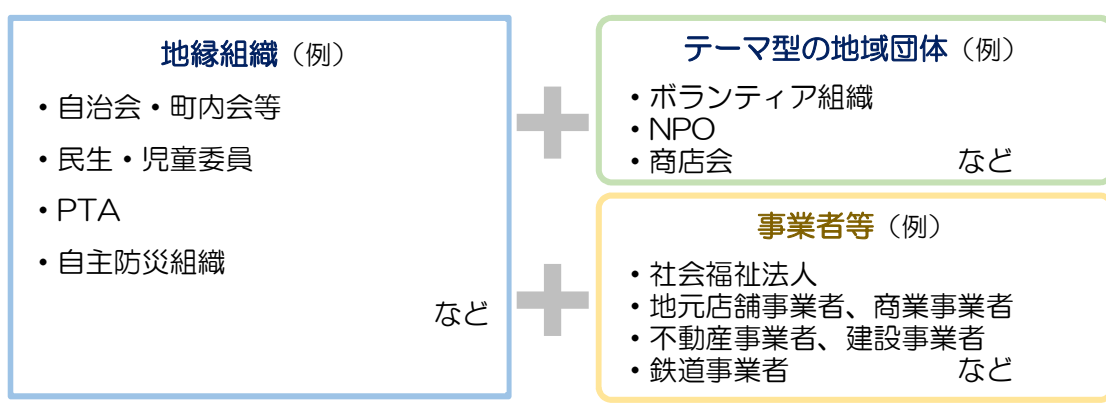 地縁組織（例）
・自治会・町内会等
・民生・児童委員
・PTA
・自主防災組織
など
テーマ型の地域団体（例）
・ボランティア組織
・NPO
・商店会 など
事業者等（例）
・社会福祉法人
・地元店舗事業者、商業事業者
・不動産事業者、建設事業者
・鉄道事業者 など